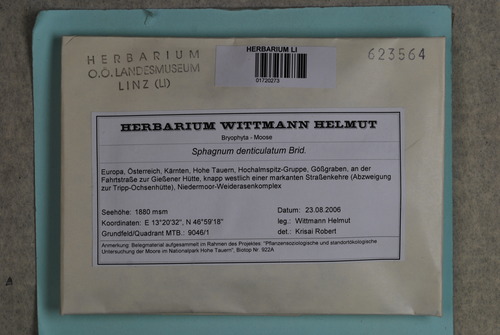 HERBARIUM
O.Ö. LANDESMUSEUM
LINZ (LI)
HERBARIUM LI
01720273
623564
HERBARIUM WITTMANN HELMUT
Bryophyta - Moose
Sphagnum denticulatum Brid.
Europa, Österreich, Kärnten, Hohe Tauern, Hochalmspitz-Gruppe, Gößgraben, an der
Fahrtstraße zur Gießener Hütte, knapp westlich einer markanten Straßenkehre (Abzweigung
zur Tripp-Ochsenhütte), Niedermoor-Weiderasenkomplex
Seehöhe: 1880 msm
Datum: 23.08.2006
Koordinaten: E 13°20'32", N 46°59'18"
leg.: Wittmann Helmut
Grundfeld/Quadrant MTB.: 9046/1
det.: Krisai Robert
Anmerkung: Belegmaterial aufgesammelt im Rahmen des Projektes: "Pflanzensoziologische und standortökologische
Untersuchung der Moore im Nationalpark Hohe Tauern", Biotop Nr. 922A